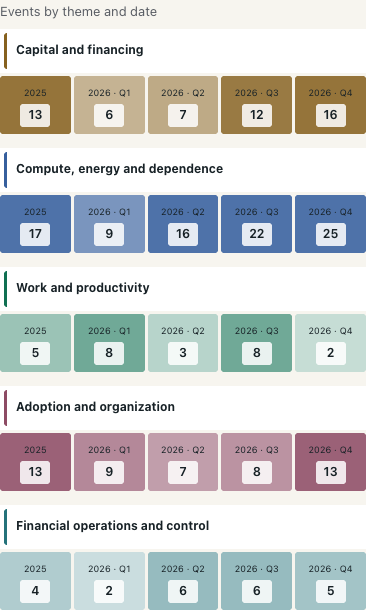 Events by theme and date
Capital and financing
2025 2026 · Q1 2026 · Q2 2026 · Q3 2026 · Q4
13 6 7 12 16
Compute, energy and dependence
2025 2026 · Q1 2026 · Q2 2026 · Q3 2026 · Q4
17 9 16 22 25
Work and productivity
2025 2026 · Q1 2026 · Q2 2026 · Q3 2026 · Q4
5 8 3 8 2
Adoption and organization
2025 2026 · Q1 2026 · Q2 2026 · Q3 2026 · Q4
13 9 7 8 13
Financial operations and control
2025 2026 · Q1 2026 · Q2 2026 · Q3 2026 · Q4
4 2 6 6 5